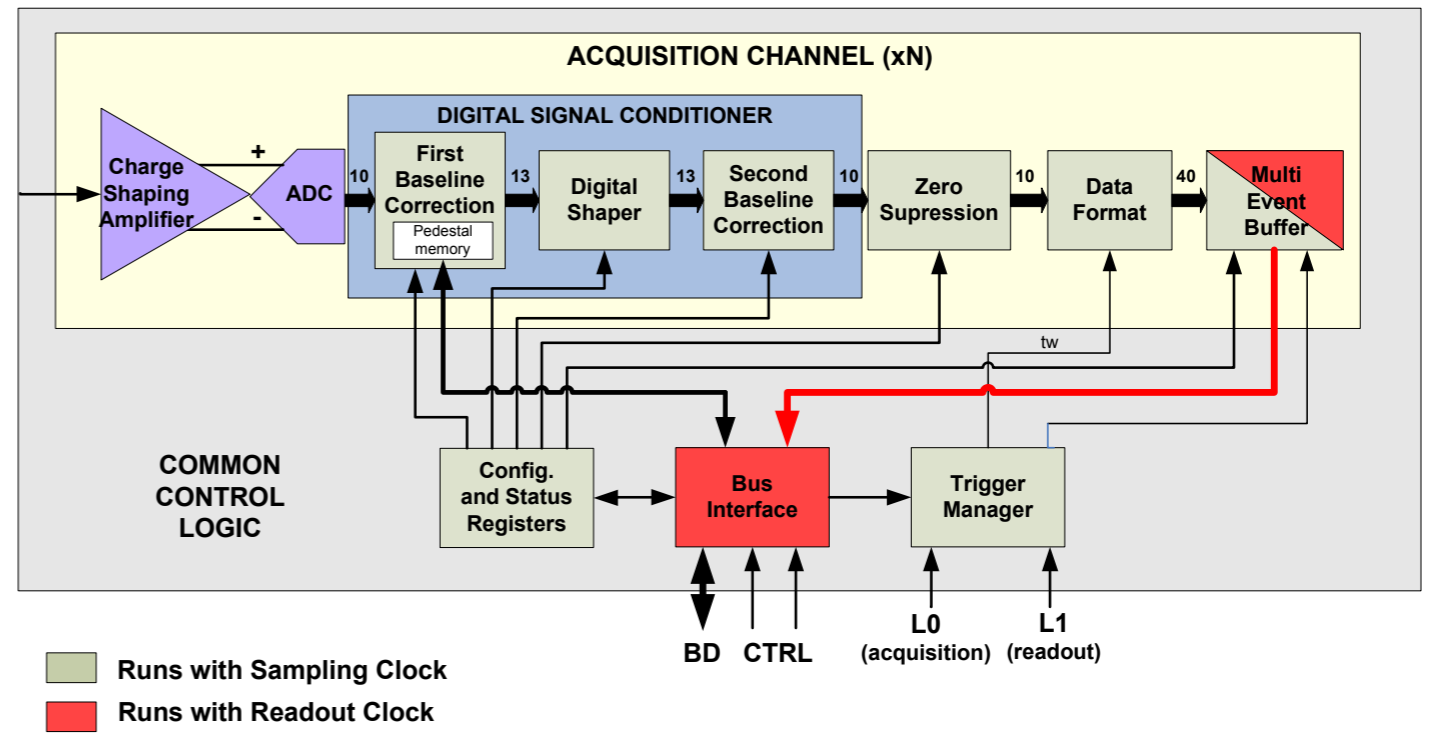 ACQUISITION CHANNEL (xN)
DIGITAL SIGNAL CONDITIONER
Charge
Shaping
Amplifier
+
-
ADC
10
First
Baseline
Correction
Pedestal
memory
13
Digital
Shaper
13
Second
Baseline
Correction
10
Zero
Supression
10
Data
Format
40
Multi
Event
Buffer
tw
COMMON
CONTROL
LOGIC
Config.
and Status
Registers
Bus
Interface
Trigger
Manager
BD
CTRL
L0
(acquisition)
L1
(readout)
Runs with Sampling Clock
Runs with Readout Clock